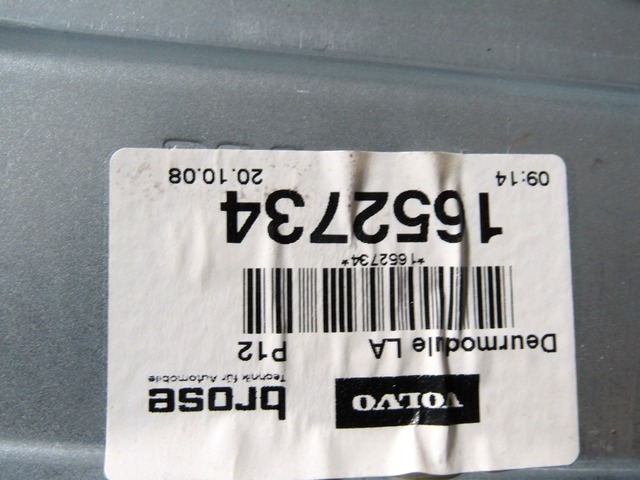 VOLVO brose
Technik für Automobile
Deurmodule LA P12
*1652734*
1652734
09:14 20.10.08